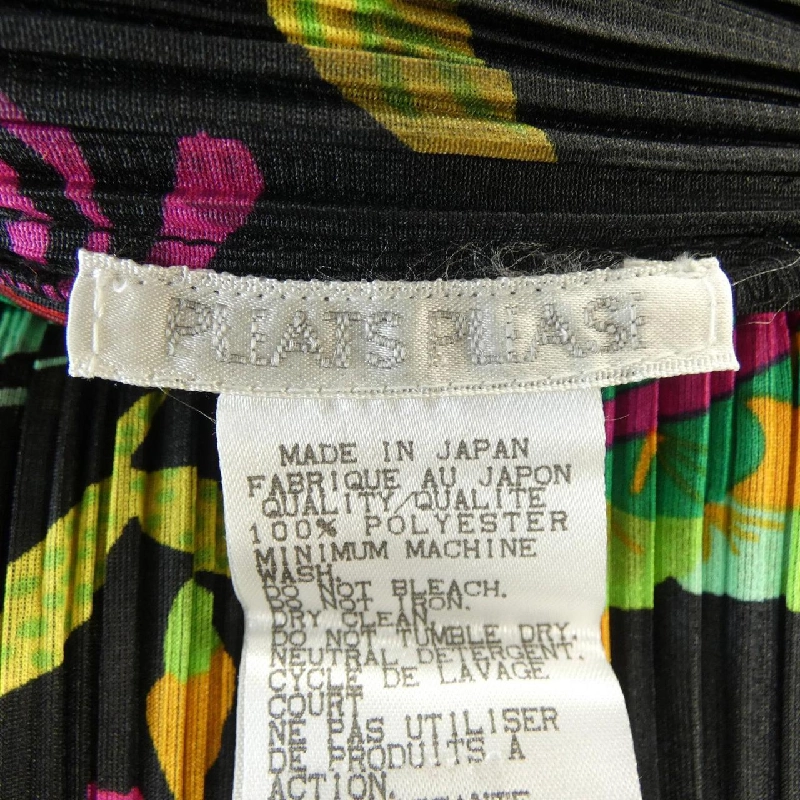 PLEATS PLEASE
MADE IN JAPAN
FABRIQUE AU JAPON
QUALITY/QUALITE
100% POLYESTER
MINIMUM MACHINE
WASH.
DO NOT BLEACH.
DO NOT IRON.
DRY CLEAN.
DO NOT TUMBLE DRY.
NEUTRAL DETERGENT.
CYCLE DE LAVAGE
COURT
NE PAS UTILISER
DE PRODUITS À
ACTION.